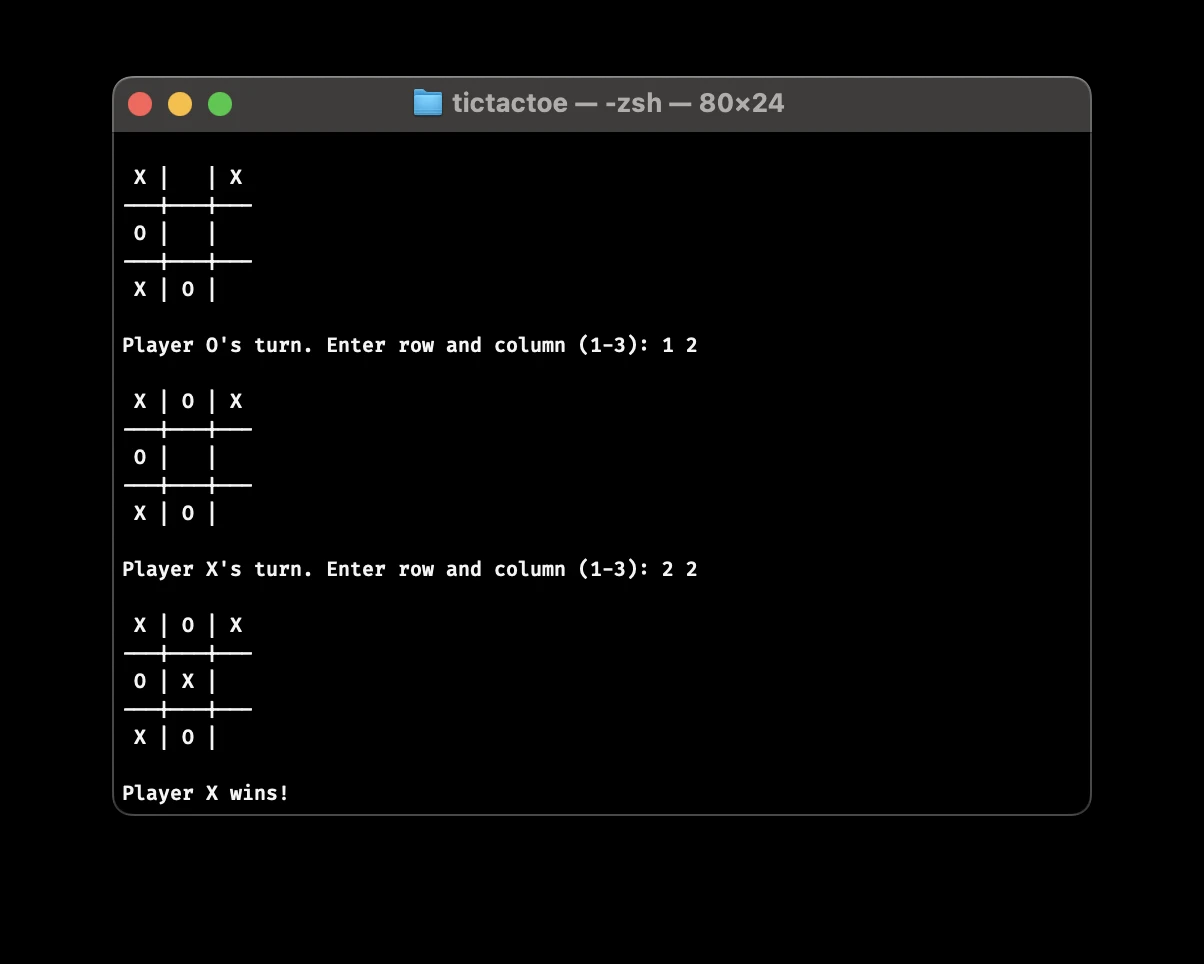 tictactoe — -zsh — 80×24
X |   | X
───┼───┼───
O |   |
───┼───┼───
X | O |
Player O's turn. Enter row and column (1-3): 1 2
X | O | X
───┼───┼───
O |   |
───┼───┼───
X | O |
Player X's turn. Enter row and column (1-3): 2 2
X | O | X
───┼───┼───
O | X |
───┼───┼───
X | O |
Player X wins!